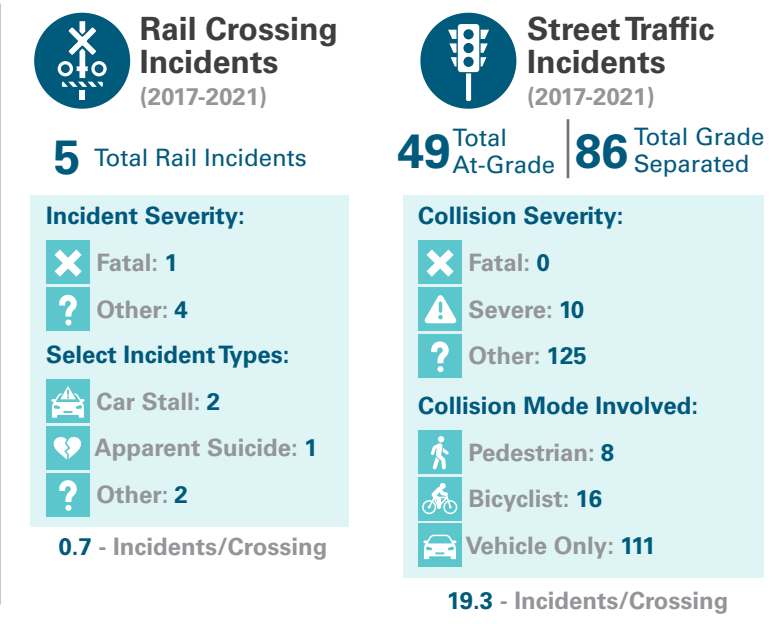 Rail Crossing
Incidents
(2017-2021)
5 Total Rail Incidents
Incident Severity:
Fatal: 1
Other: 4
Select Incident Types:
Car Stall: 2
Apparent Suicide: 1
Other: 2
0.7 - Incidents/Crossing
Street Traffic
Incidents
(2017-2021)
49 Total
At-Grade
86 Total Grade
Separated
Collision Severity:
Fatal: 0
Severe: 10
Other: 125
Collision Mode Involved:
Pedestrian: 8
Bicyclist: 16
Vehicle Only: 111
19.3 - Incidents/Crossing